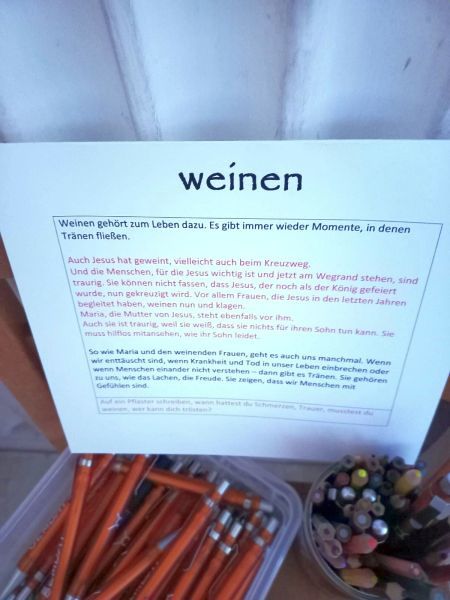 weinen
Weinen gehört zum Leben dazu. Es gibt immer wieder Momente, in denen
Tränen fließen.
Auch Jesus hat geweint, vielleicht auch beim Kreuzweg.
Und die Menschen, für die Jesus wichtig ist und jetzt am Wegrand stehen, sind
traurig. Sie können nicht fassen, dass Jesus, der noch als der König gefeiert
wurde, nun gekreuzigt wird. Vor allem Frauen, die Jesus in den letzten Jahren
begleitet haben, weinen nun und klagen.
Maria, die Mutter von Jesus, steht ebenfalls vor ihm.
Auch sie ist traurig, weil sie weiß, dass sie nichts für ihren Sohn tun kann. Sie
muss hilflos mitansehen, wie ihr Sohn leidet.
So wie Maria und den weinenden Frauen, geht es auch uns manchmal. Wenn
wir enttäuscht sind, wenn Krankheit und Tod in unser Leben einbrechen oder
wenn Menschen einander nicht verstehen – dann gibt es Tränen. Sie gehören
zu uns, wie das Lachen, die Freude. Sie zeigen, dass wir Menschen mit
Gefühlen sind.
Auf ein Pflaster schreiben, wann hattest du Schmerzen, Trauer, musstest du
weinen, wer kann dich trösten?